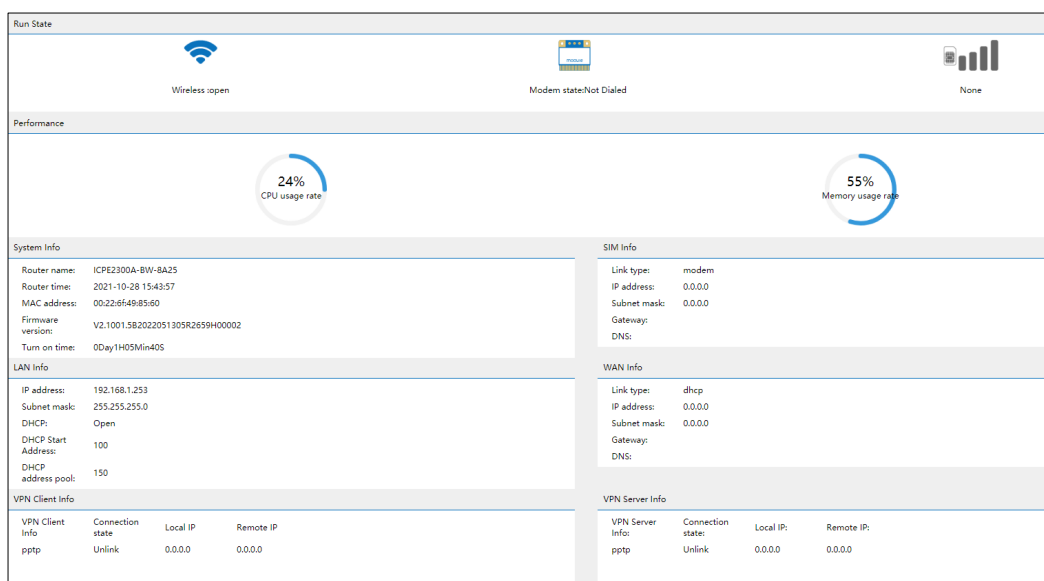 Run State
module
Wireless :open
Modem state:Not Dialed
None
Performance
24%
CPU usage rate
55%
Memory usage rate
System Info
Router name: ICPE2300A-BW-8A25
Router time: 2021-10-28 15:43:57
MAC address: 00:22:6f:49:85:60
Firmware
version: V2.1001.5B2022051305R2659H00002
Turn on time: 0Day1H05Min40S
SIM Info
Link type: modem
IP address: 0.0.0.0
Subnet mask: 0.0.0.0
Gateway:
DNS:
LAN Info
IP address: 192.168.1.253
Subnet mask: 255.255.255.0
DHCP: Open
DHCP Start
Address: 100
DHCP
address pool: 150
WAN Info
Link type: dhcp
IP address: 0.0.0.0
Subnet mask: 0.0.0.0
Gateway:
DNS:
VPN Client Info
VPN Client
Info Connection
state Local IP Remote IP
pptp Unlink 0.0.0.0 0.0.0.0
VPN Server Info
VPN Server
Info: Connection
state: Local IP: Remote IP:
pptp Unlink 0.0.0.0 0.0.0.0